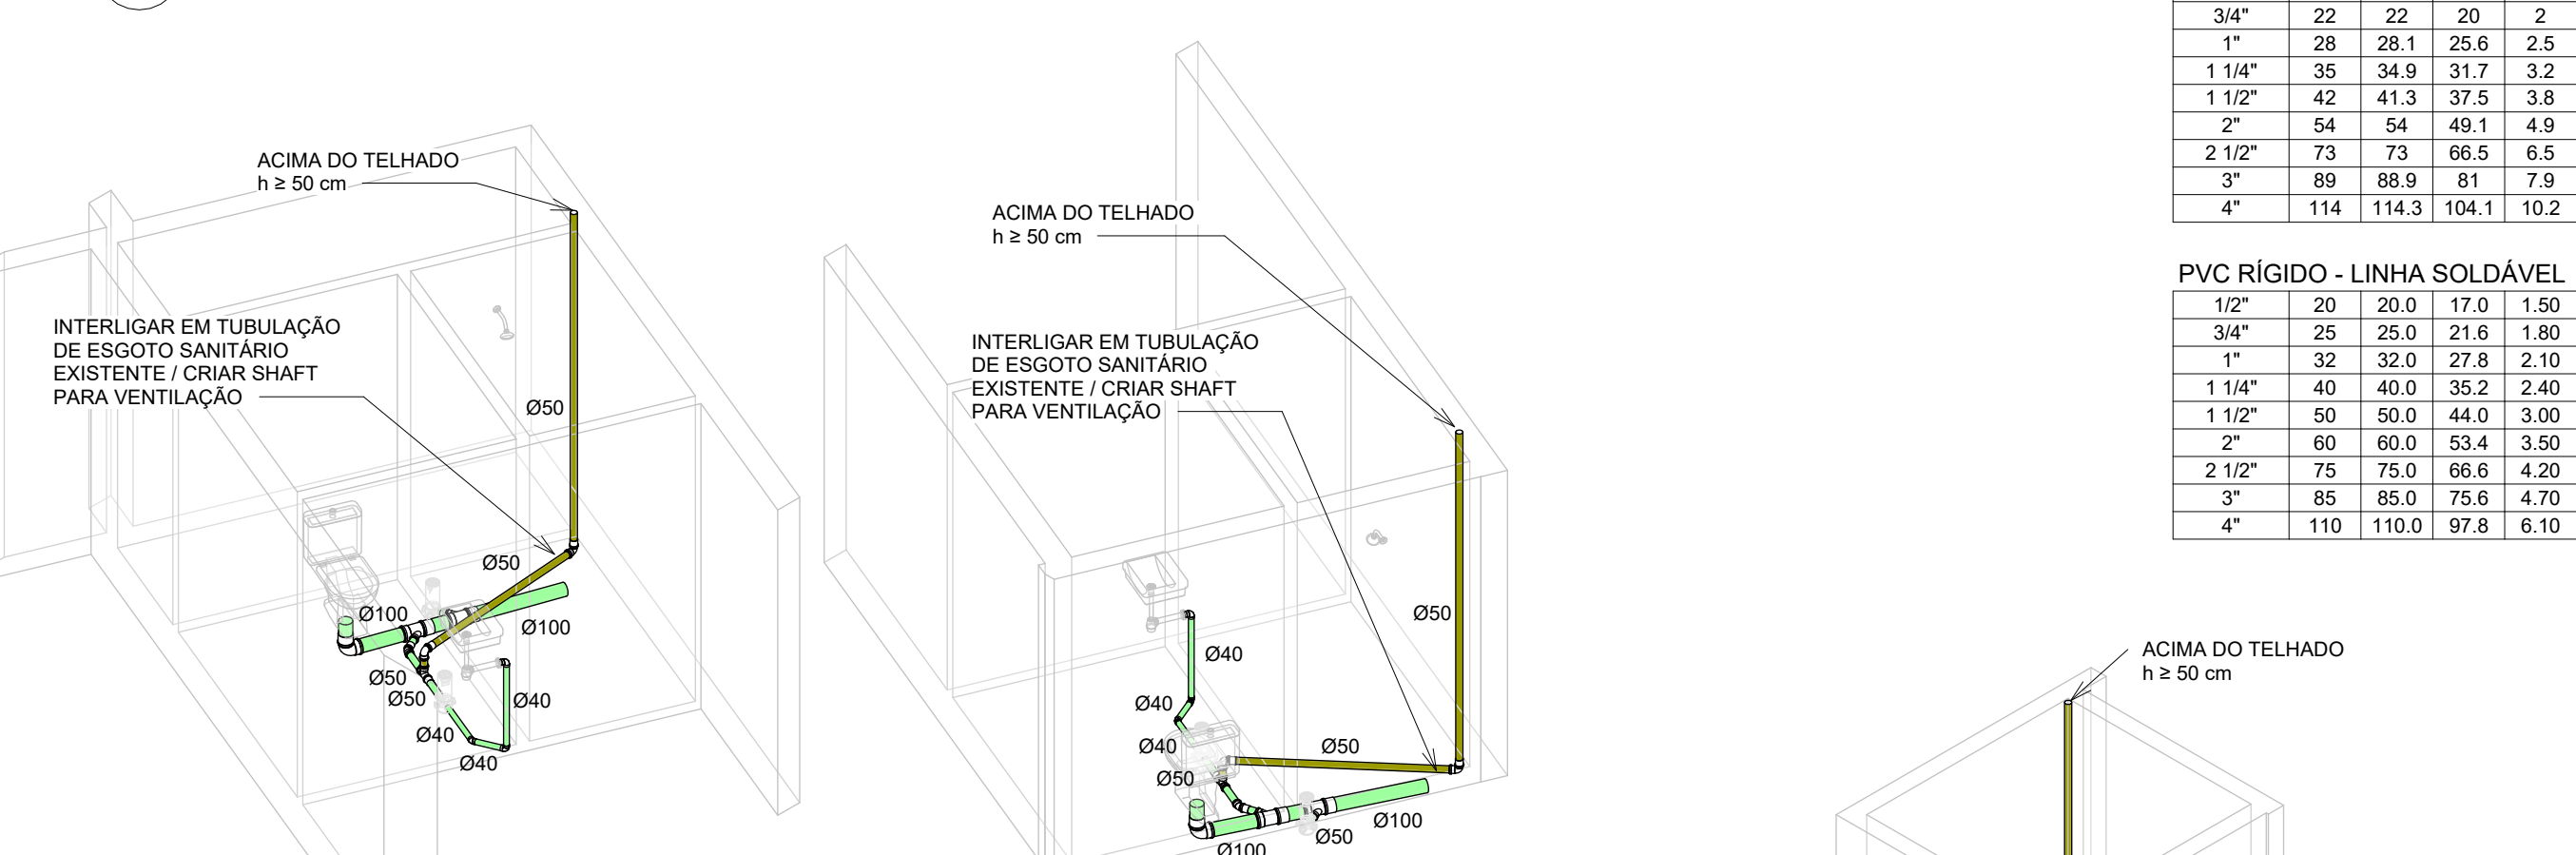 ACIMA DO TELHADO
h ≥ 50 cm
INTERLIGAR EM TUBULAÇÃO
DE ESGOTO SANITÁRIO
EXISTENTE / CRIAR SHAFT
PARA VENTILAÇÃO
Ø50
Ø50
Ø100
Ø100
Ø50
Ø50
Ø40
Ø40
Ø40
ACIMA DO TELHADO
h ≥ 50 cm
INTERLIGAR EM TUBULAÇÃO
DE ESGOTO SANITÁRIO
EXISTENTE / CRIAR SHAFT
PARA VENTILAÇÃO
Ø50
Ø40
Ø40
Ø40
Ø50
Ø50
Ø100
Ø50
Ø100
3/4" 22 22 20 2
1" 28 28.1 25.6 2.5
1 1/4" 35 34.9 31.7 3.2
1 1/2" 42 41.3 37.5 3.8
2" 54 54 49.1 4.9
2 1/2" 73 73 66.5 6.5
3" 89 88.9 81 7.9
4" 114 114.3 104.1 10.2
PVC RÍGIDO - LINHA SOLDÁVEL
1/2" 20 20.0 17.0 1.50
3/4" 25 25.0 21.6 1.80
1" 32 32.0 27.8 2.10
1 1/4" 40 40.0 35.2 2.40
1 1/2" 50 50.0 44.0 3.00
2" 60 60.0 53.4 3.50
2 1/2" 75 75.0 66.6 4.20
3" 85 85.0 75.6 4.70
4" 110 110.0 97.8 6.10
ACIMA DO TELHADO
h ≥ 50 cm